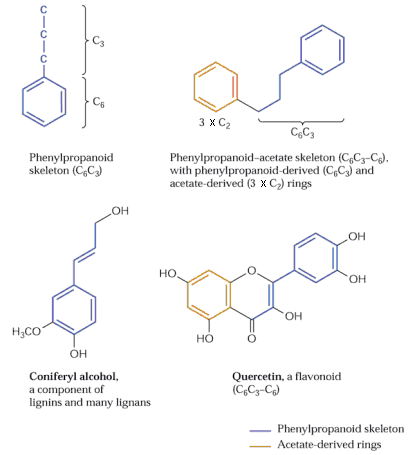 C
C
C
C3
C6
3 x C2
C6C3
Phenylpropanoid
skeleton (C6C3)
Phenylpropanoid–acetate skeleton (C6C3–C6),
with phenylpropanoid-derived (C6C3) and
acetate-derived (3 x C2) rings
OH
H3CO
OH
HO
O
OH
OH
OH
HO
O
Coniferyl alcohol,
a component of
lignins and many lignans
Quercetin, a flavonoid
(C6C3–C6)
Phenylpropanoid skeleton
Acetate-derived rings